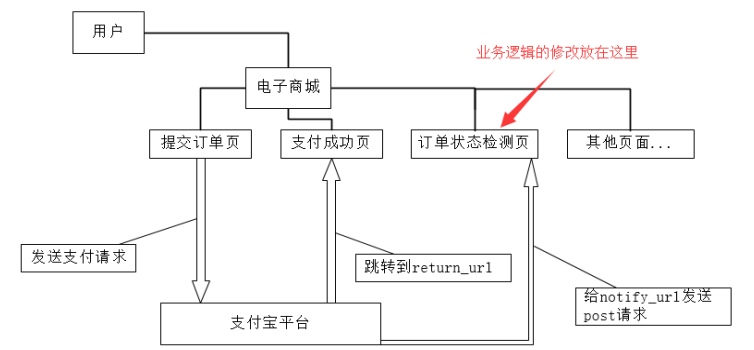 用户
业务逻辑的修改放在这里
电子商城
提交订单页
支付成功页
订单状态检测页
其他页面...
发送支付请求
跳转到return_url
给notify_url发送
post请求
支付宝平台